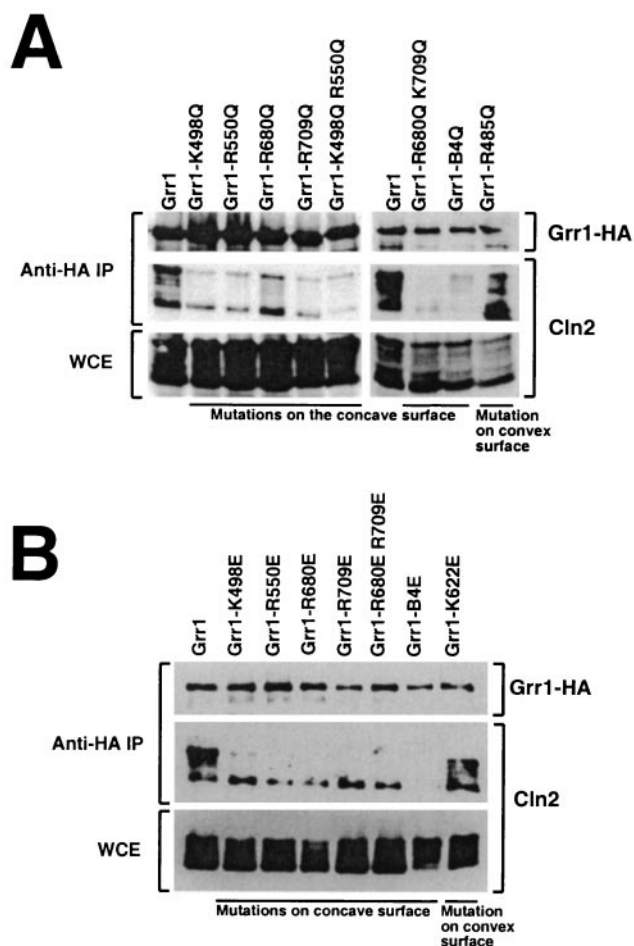 A
Grr1
Grr1-K498Q
Grr1-R550Q
Grr1-R680Q
Grr1-R709Q
Grr1-K498Q R550Q
Grr1
Grr1-R680Q K709Q
Grr1-B4Q
Grr1-R485Q
Anti-HA IP
WCE
Grr1-HA
Cln2
Mutations on the concave surface
Mutation
on convex
surface
B
Grr1
Grr1-K498E
Grr1-R550E
Grr1-R680E
Grr1-R709E
Grr1-R680E R709E
Grr1-B4E
Grr1-K622E
Anti-HA IP
WCE
Grr1-HA
Cln2
Mutations on concave surface
Mutation
on convex
surface